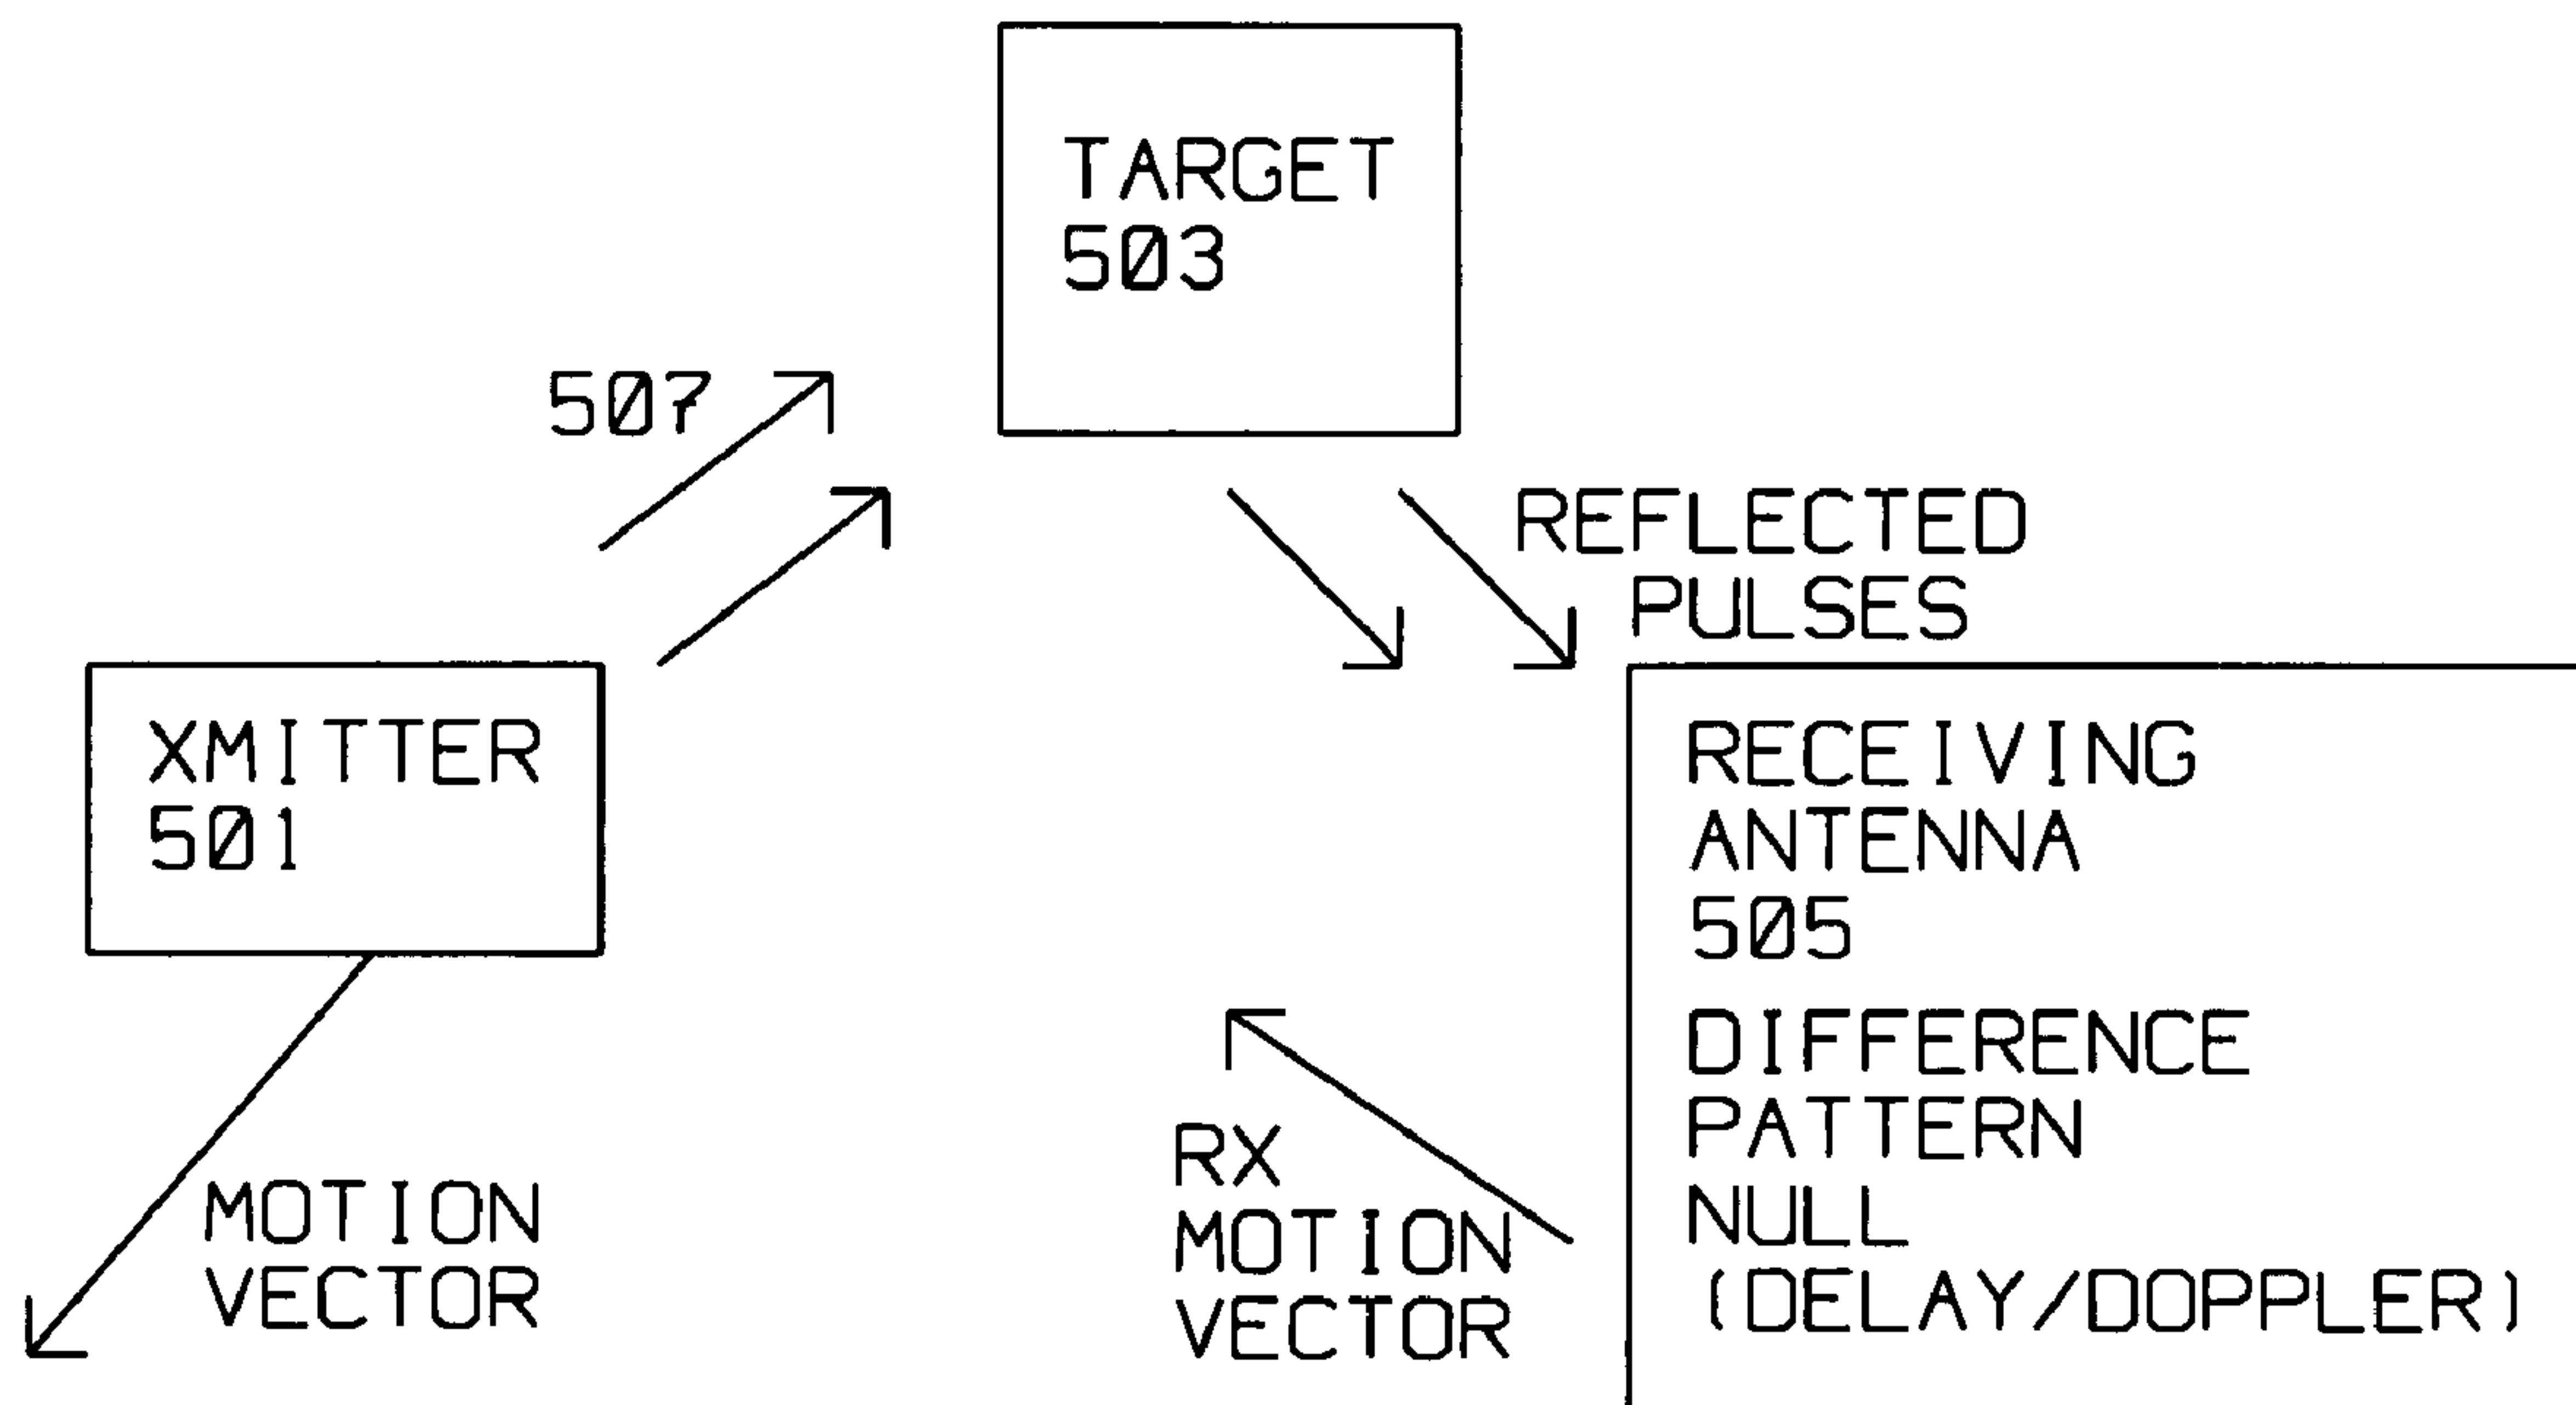 TARGET
503
507
REFLECTED
PULSES
XMITTER
501
RECEIVING
ANTENNA
505
DIFFERENCE
PATTERN
NULL
(DELAY/DOPPLER)
RX
MOTION
VECTOR
MOTION
VECTOR